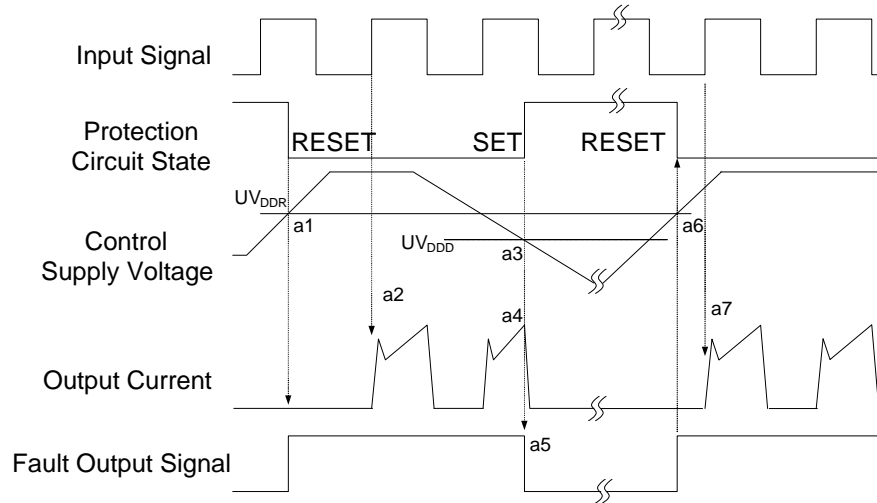 Input Signal
Protection
Circuit State
RESET
SET
RESET
UVDDR
a1
a3
a6
UVDDD
Control
Supply Voltage
a2
a4
a7
Output Current
a5
Fault Output Signal